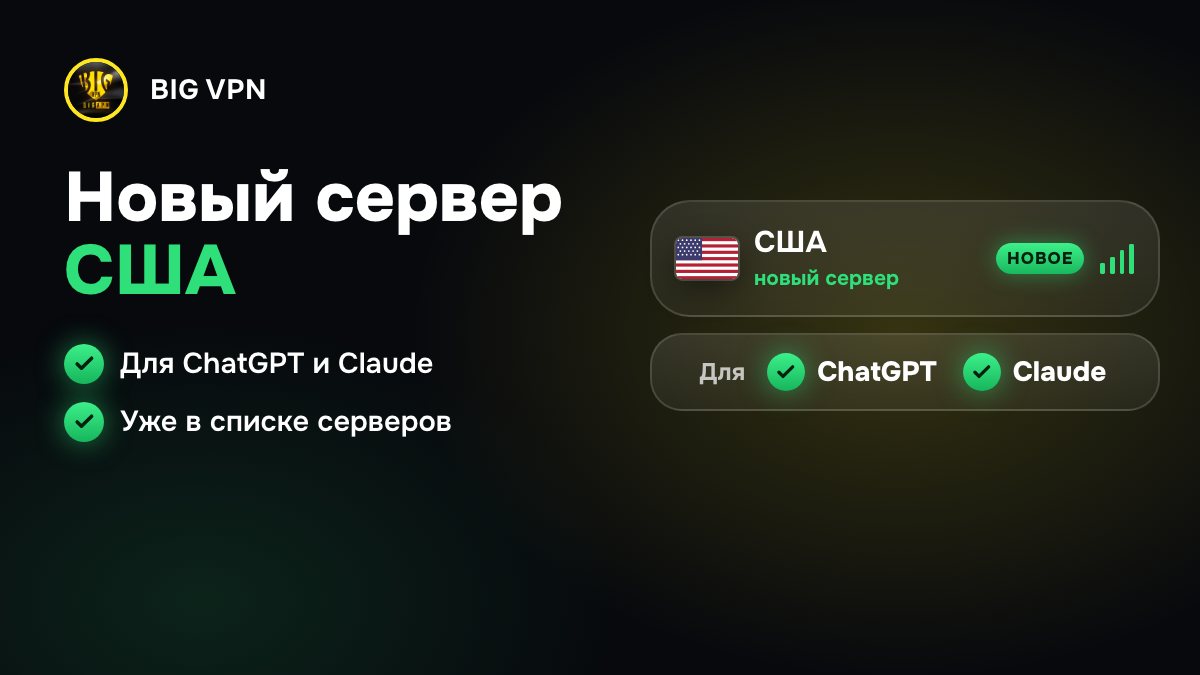 BIG VPN
Новый сервер
США
Для ChatGPT и Claude
Уже в списке серверов
США
новый сервер
НОВОЕ
Для ChatGPT Claude